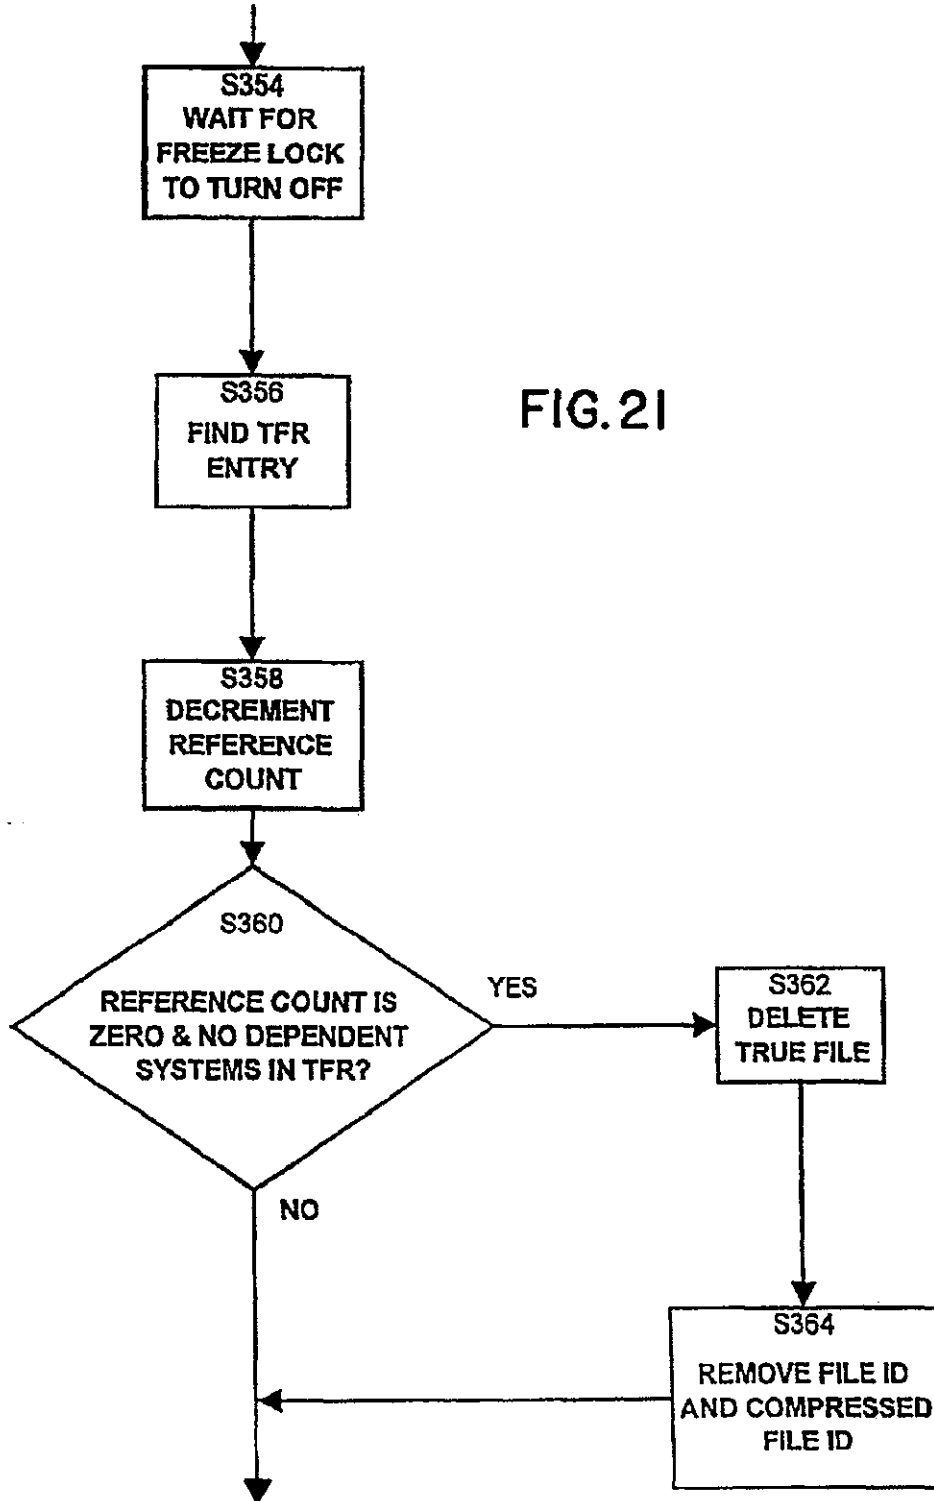 S354
WAIT FOR
FREEZE LOCK
TO TURN OFF
S356
FIND TFR
ENTRY
FIG.21
S358
DECREMENT
REFERENCE
COUNT
S360
REFERENCE COUNT IS
ZERO & NO DEPENDENT
SYSTEMS IN TFR?
YES
NO
S362
DELETE
TRUE FILE
S364
REMOVE FILE ID
AND COMPRESSED
FILE ID